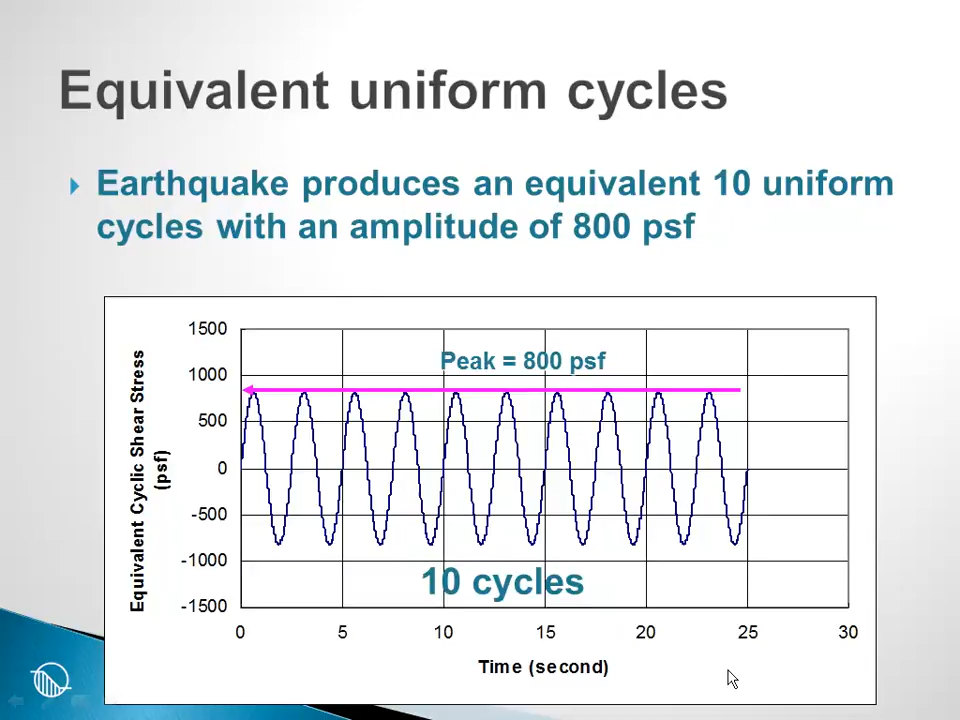 Equivalent uniform cycles
Earthquake produces an equivalent 10 uniform
cycles with an amplitude of 800 psf
Equivalent Cyclic Shear Stress
(psf)
1500
1000
500
0
-500
-1000
-1500
Peak = 800 psf
10 cycles
0 5 10 15 20 25 30
Time (second)